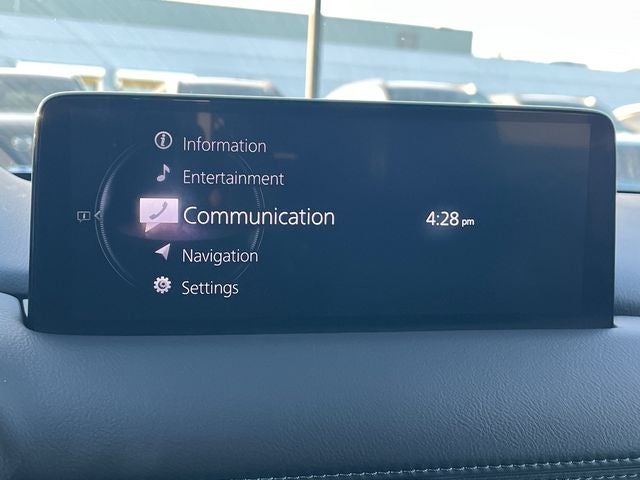 Information
Entertainment
Communication
4:28 pm
Navigation
Settings